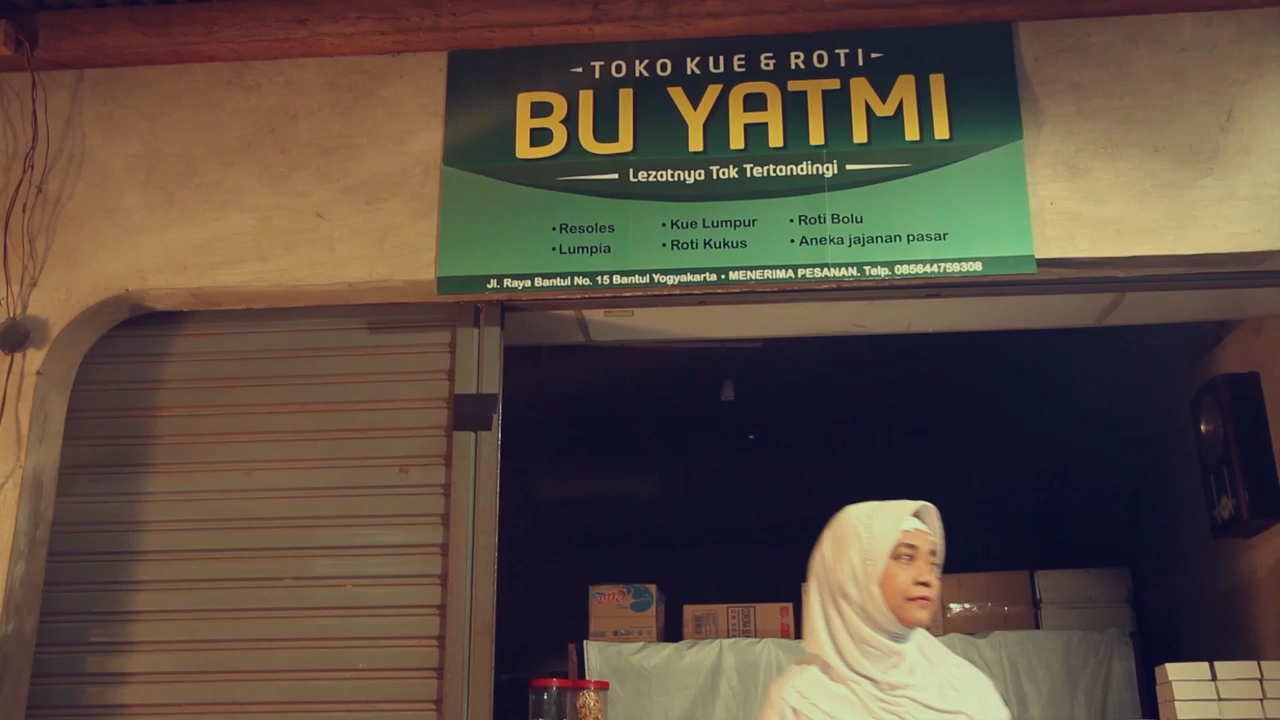 TOKO KUE & ROTI
BU YATMI
Lezatnya Tak Tertandingi
• Resoles • Kue Lumpur • Roti Bolu
• Lumpia • Roti Kukus • Aneka jajanan pasar
Jl. Raya Bantul No. 15 Bantul Yogyakarta • MENERIMA PESANAN. Telp. 085644759308